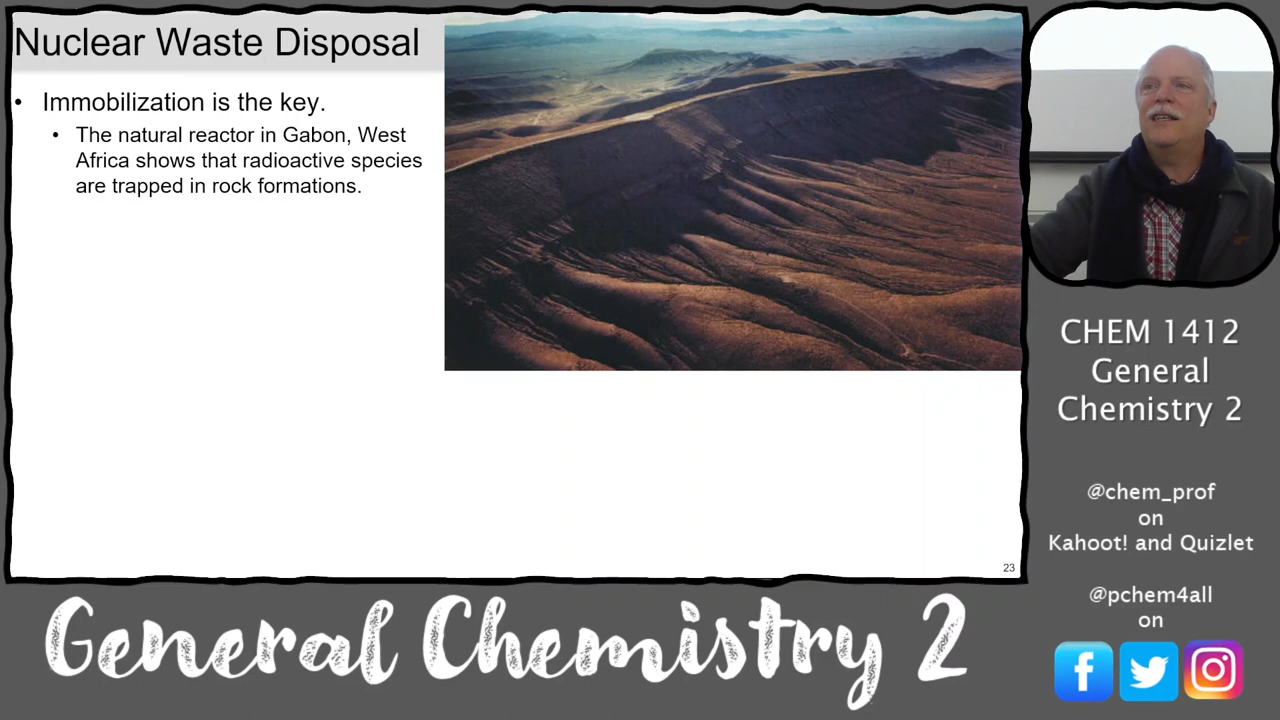 Nuclear Waste Disposal
• Immobilization is the key.
• The natural reactor in Gabon, West
Africa shows that radioactive species
are trapped in rock formations.
23
CHEM 1412
General
Chemistry 2
@chem_prof
on
Kahoot! and Quizlet
@pchem4all
on
General Chemistry 2